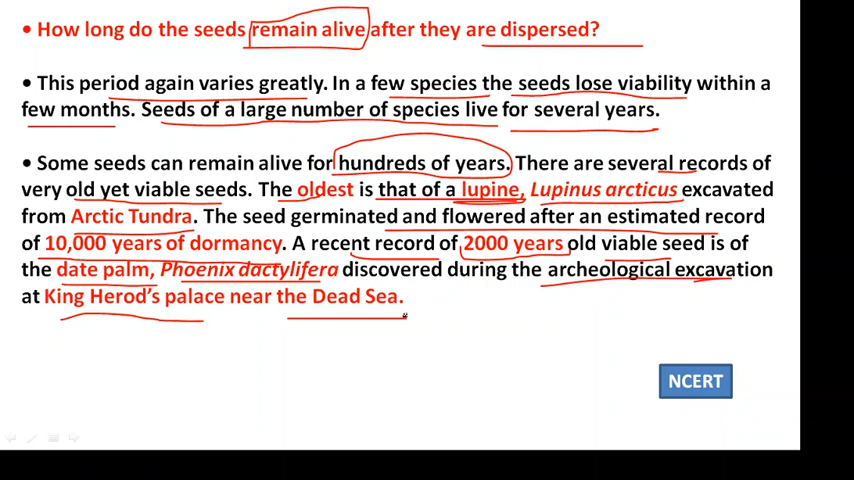 • How long do the seeds remain alive after they are dispersed?
• This period again varies greatly. In a few species the seeds lose viability within a
few months. Seeds of a large number of species live for several years.
• Some seeds can remain alive for hundreds of years. There are several records of
very old yet viable seeds. The oldest is that of a lupine, Lupinus arcticus excavated
from Arctic Tundra. The seed germinated and flowered after an estimated record
of 10,000 years of dormancy. A recent record of 2000 years old viable seed is of
the date palm, Phoenix dactylifera discovered during the archeological excavation
at King Herod's palace near the Dead Sea.
NCERT